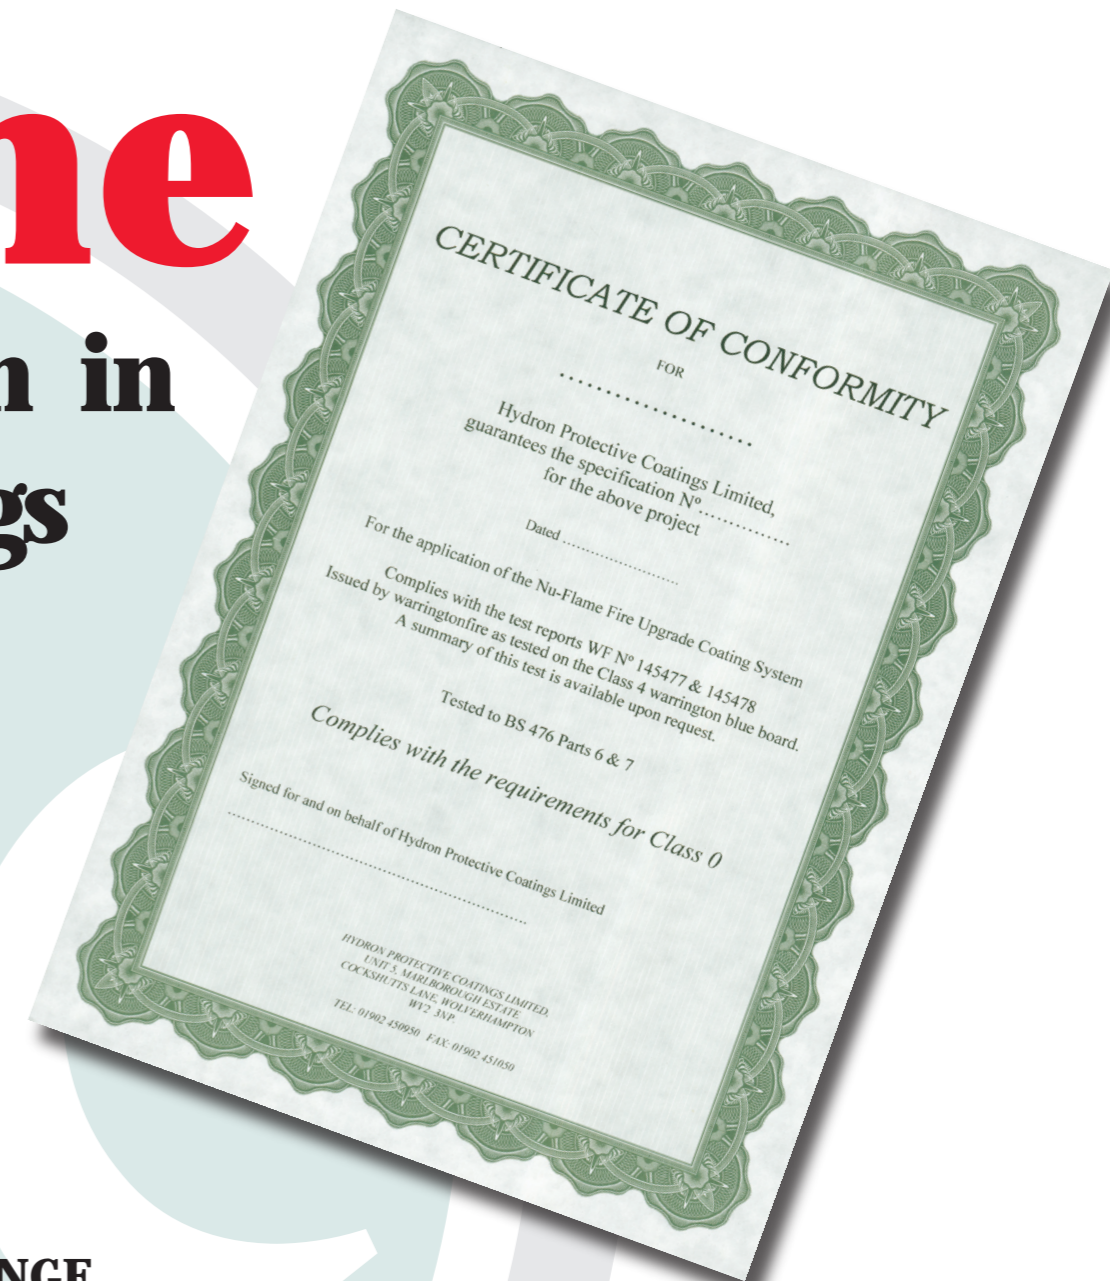 ne
n in
gs
CERTIFICATE OF CONFORMITY
FOR
...................
Hydron Protective Coatings Limited,
guarantees the specification Nº..............
for the above project
Dated ..............................
For the application of the Nu-Flame Fire Upgrade Coating System
Complies with the test reports WF Nº 145477 & 145478
Issued by warringtonfire as tested on the Class 4 warrington blue board.
A summary of this test is available upon request.
Tested to BS 476 Parts 6 & 7
Complies with the requirements for Class 0
Signed for and on behalf of Hydron Protective Coatings Limited
................................................................
HYDRON PROTECTIVE COATINGS LIMITED.
UNIT 5, MARLBOROUGH ESTATE
COCKSHUTTS LANE, WOLVERHAMPTON
WV2 3NP.
TEL: 01902 450950 FAX: 01902 451050
NGE